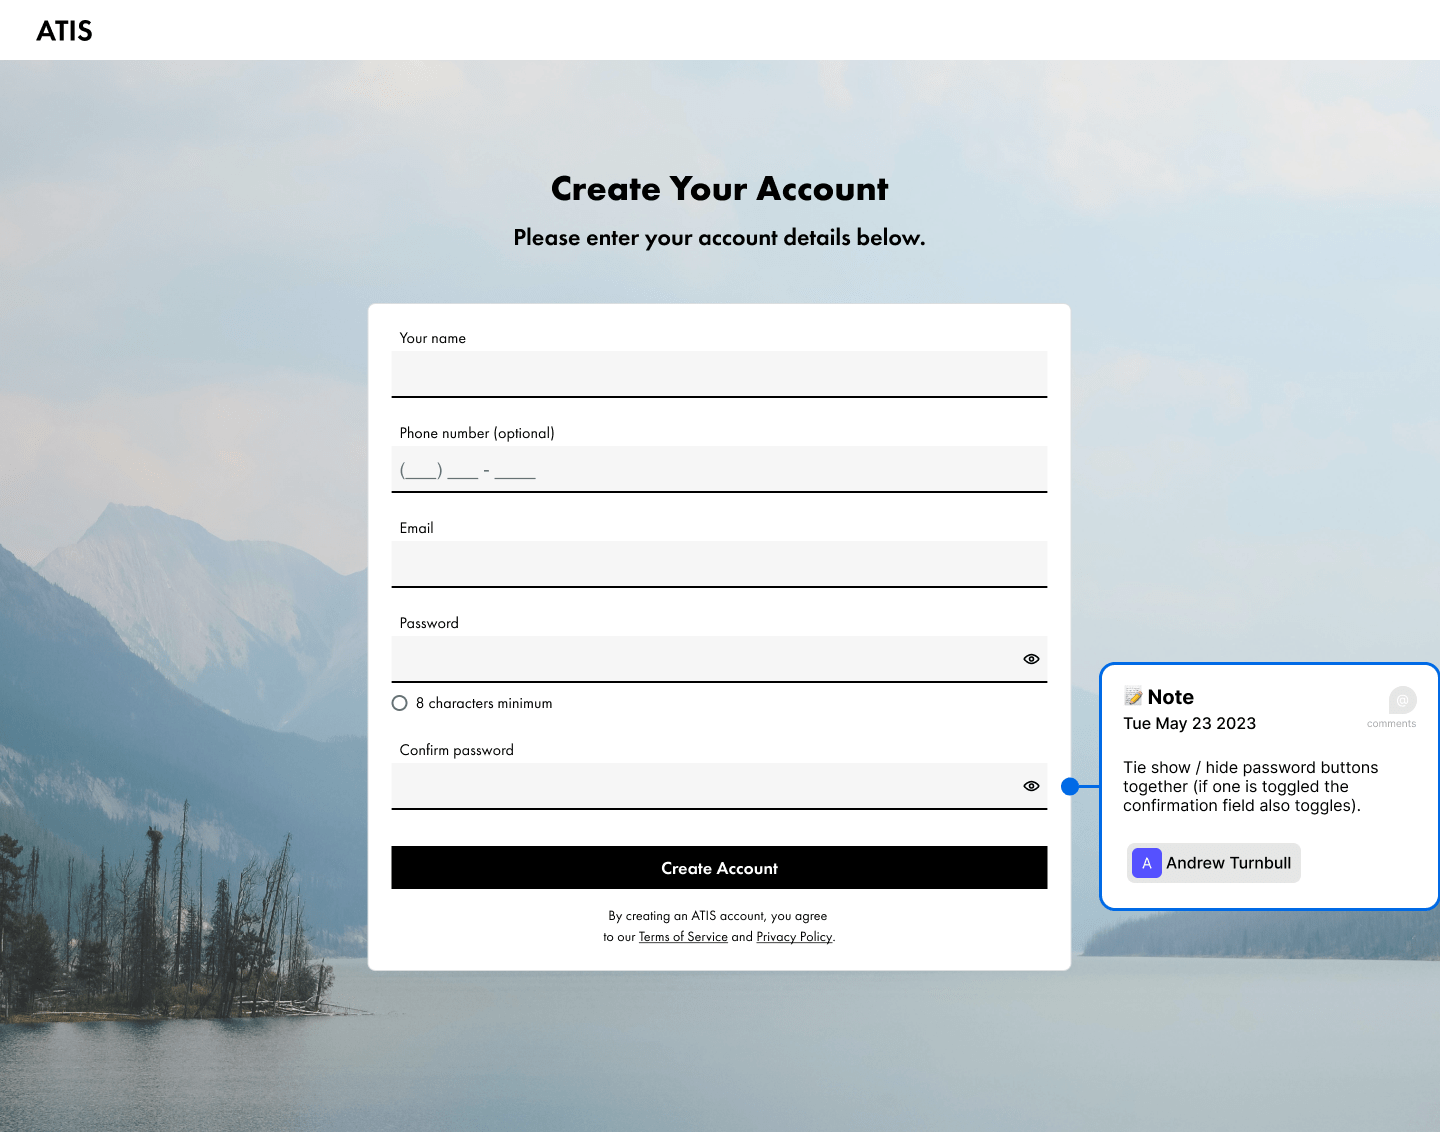 ATIS
Create Your Account
Please enter your account details below.
Your name
Phone number (optional)
(___) ___ - ____
Email
Password
8 characters minimum
Confirm password
Create Account
By creating an ATIS account, you agree
to our Terms of Service and Privacy Policy.
📝 Note
@
Tue May 23 2023
comments
Tie show / hide password buttons
together (if one is toggled the
confirmation field also toggles).
A Andrew Turnbull